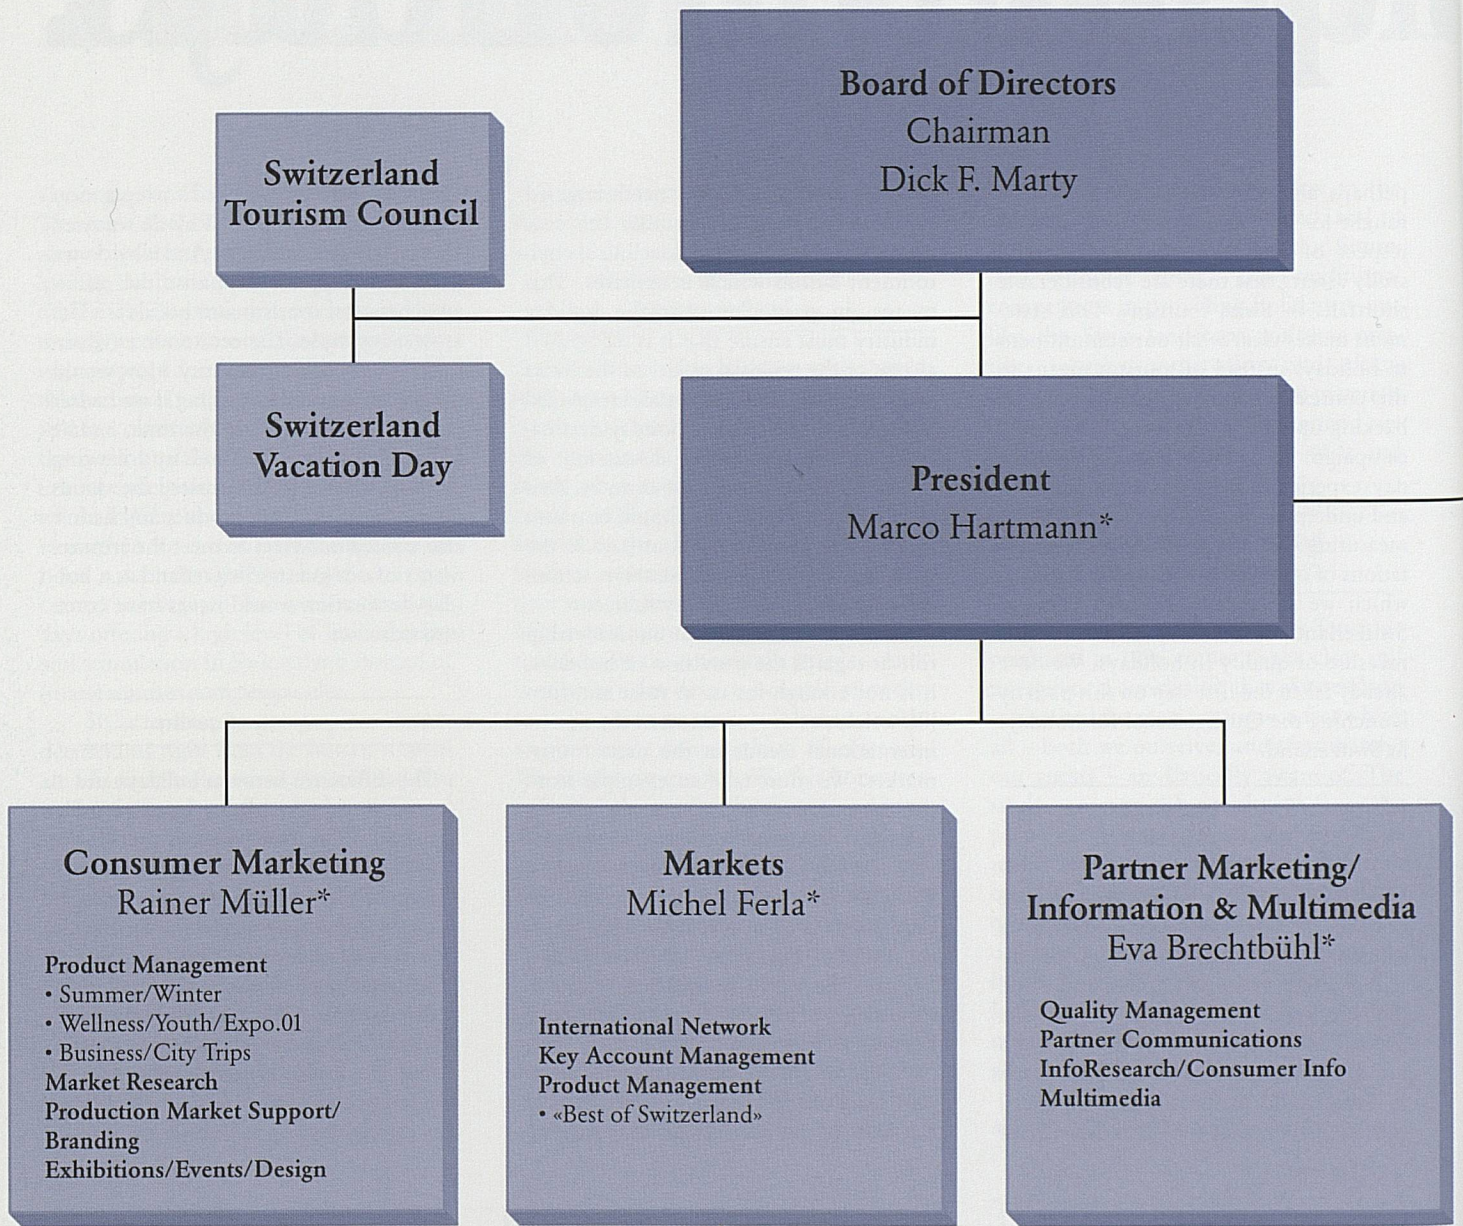 Board of Directors
Chairman
Dick F. Marty
Switzerland
Tourism Council
Switzerland
Vacation Day
President
Marco Hartmann*
Consumer Marketing
Rainer Müller*
Product Management
• Summer/Winter
• Wellness/Youth/Expo.01
• Business/City Trips
Market Research
Production Market Support/
Branding
Exhibitions/Events/Design
Markets
Michel Ferla*
International Network
Key Account Management
Product Management
• «Best of Switzerland»
Partner Marketing/
Information & Multimedia
Eva Brechtbühl*
Quality Management
Partner Communications
InfoResearch/Consumer Info
Multimedia